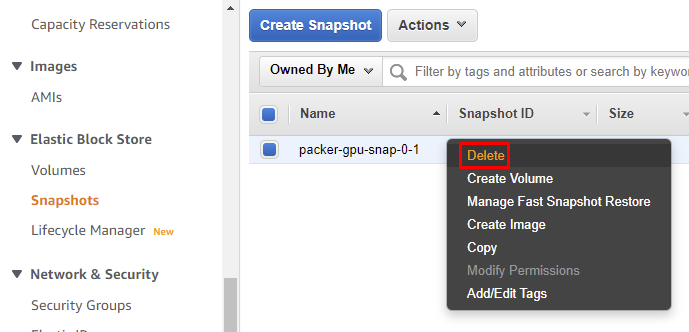 Capacity Reservations
Images
AMIs
Elastic Block Store
Volumes
Snapshots
Lifecycle Manager New
Network & Security
Security Groups
Create Snapshot Actions
Owned By Me Filter by tags and attributes or search by keywo
Name Snapshot ID Size
packer-gpu-snap-0-1
Delete
Create Volume
Manage Fast Snapshot Restore
Create Image
Copy
Modify Permissions
Add/Edit Tags